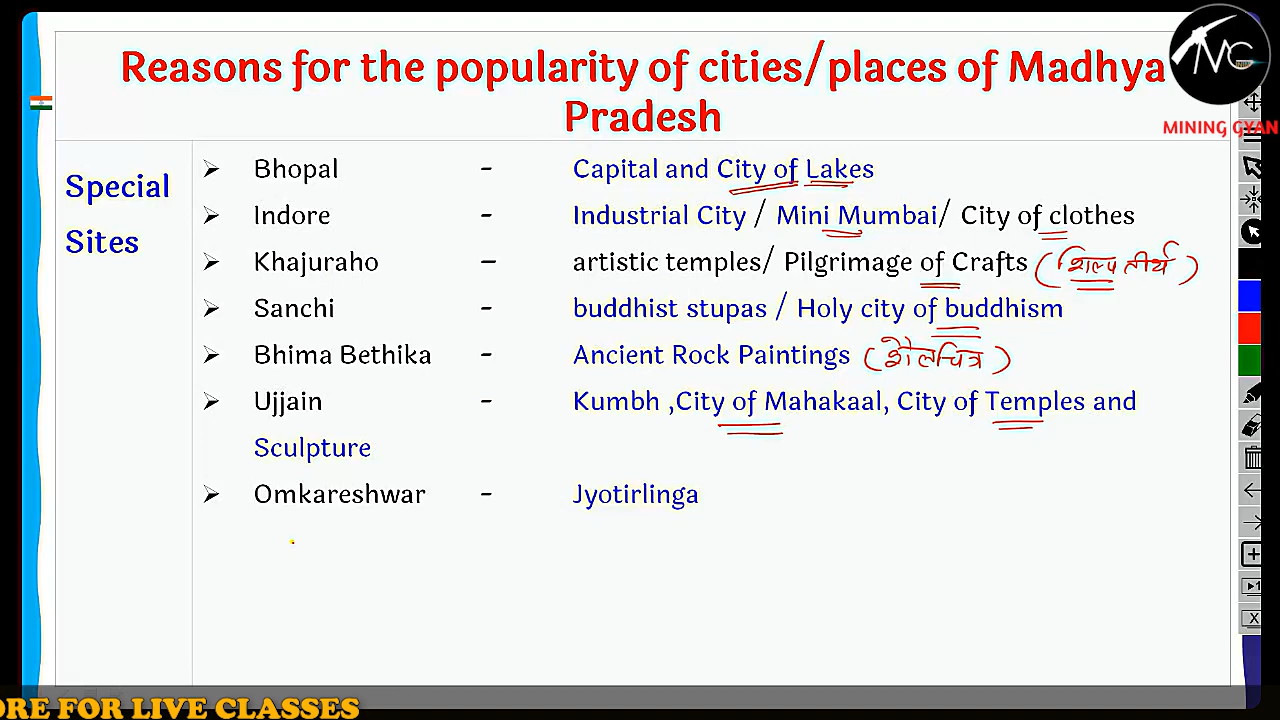 Reasons for the popularity of cities/places of Madhya
Pradesh
MG
MINING GYAN
Special
Sites
➢ Bhopal - Capital and City of Lakes
➢ Indore - Industrial City / Mini Mumbai/ City of clothes
➢ Khajuraho - artistic temples/ Pilgrimage of Crafts (शिल्प तीर्थ)
➢ Sanchi - buddhist stupas / Holy city of buddhism
➢ Bhima Bethika - Ancient Rock Paintings (शैलचित्र)
➢ Ujjain - Kumbh ,City of Mahakaal, City of Temples and
Sculpture
➢ Omkareshwar - Jyotirlinga
ORE FOR LIVE CLASSES